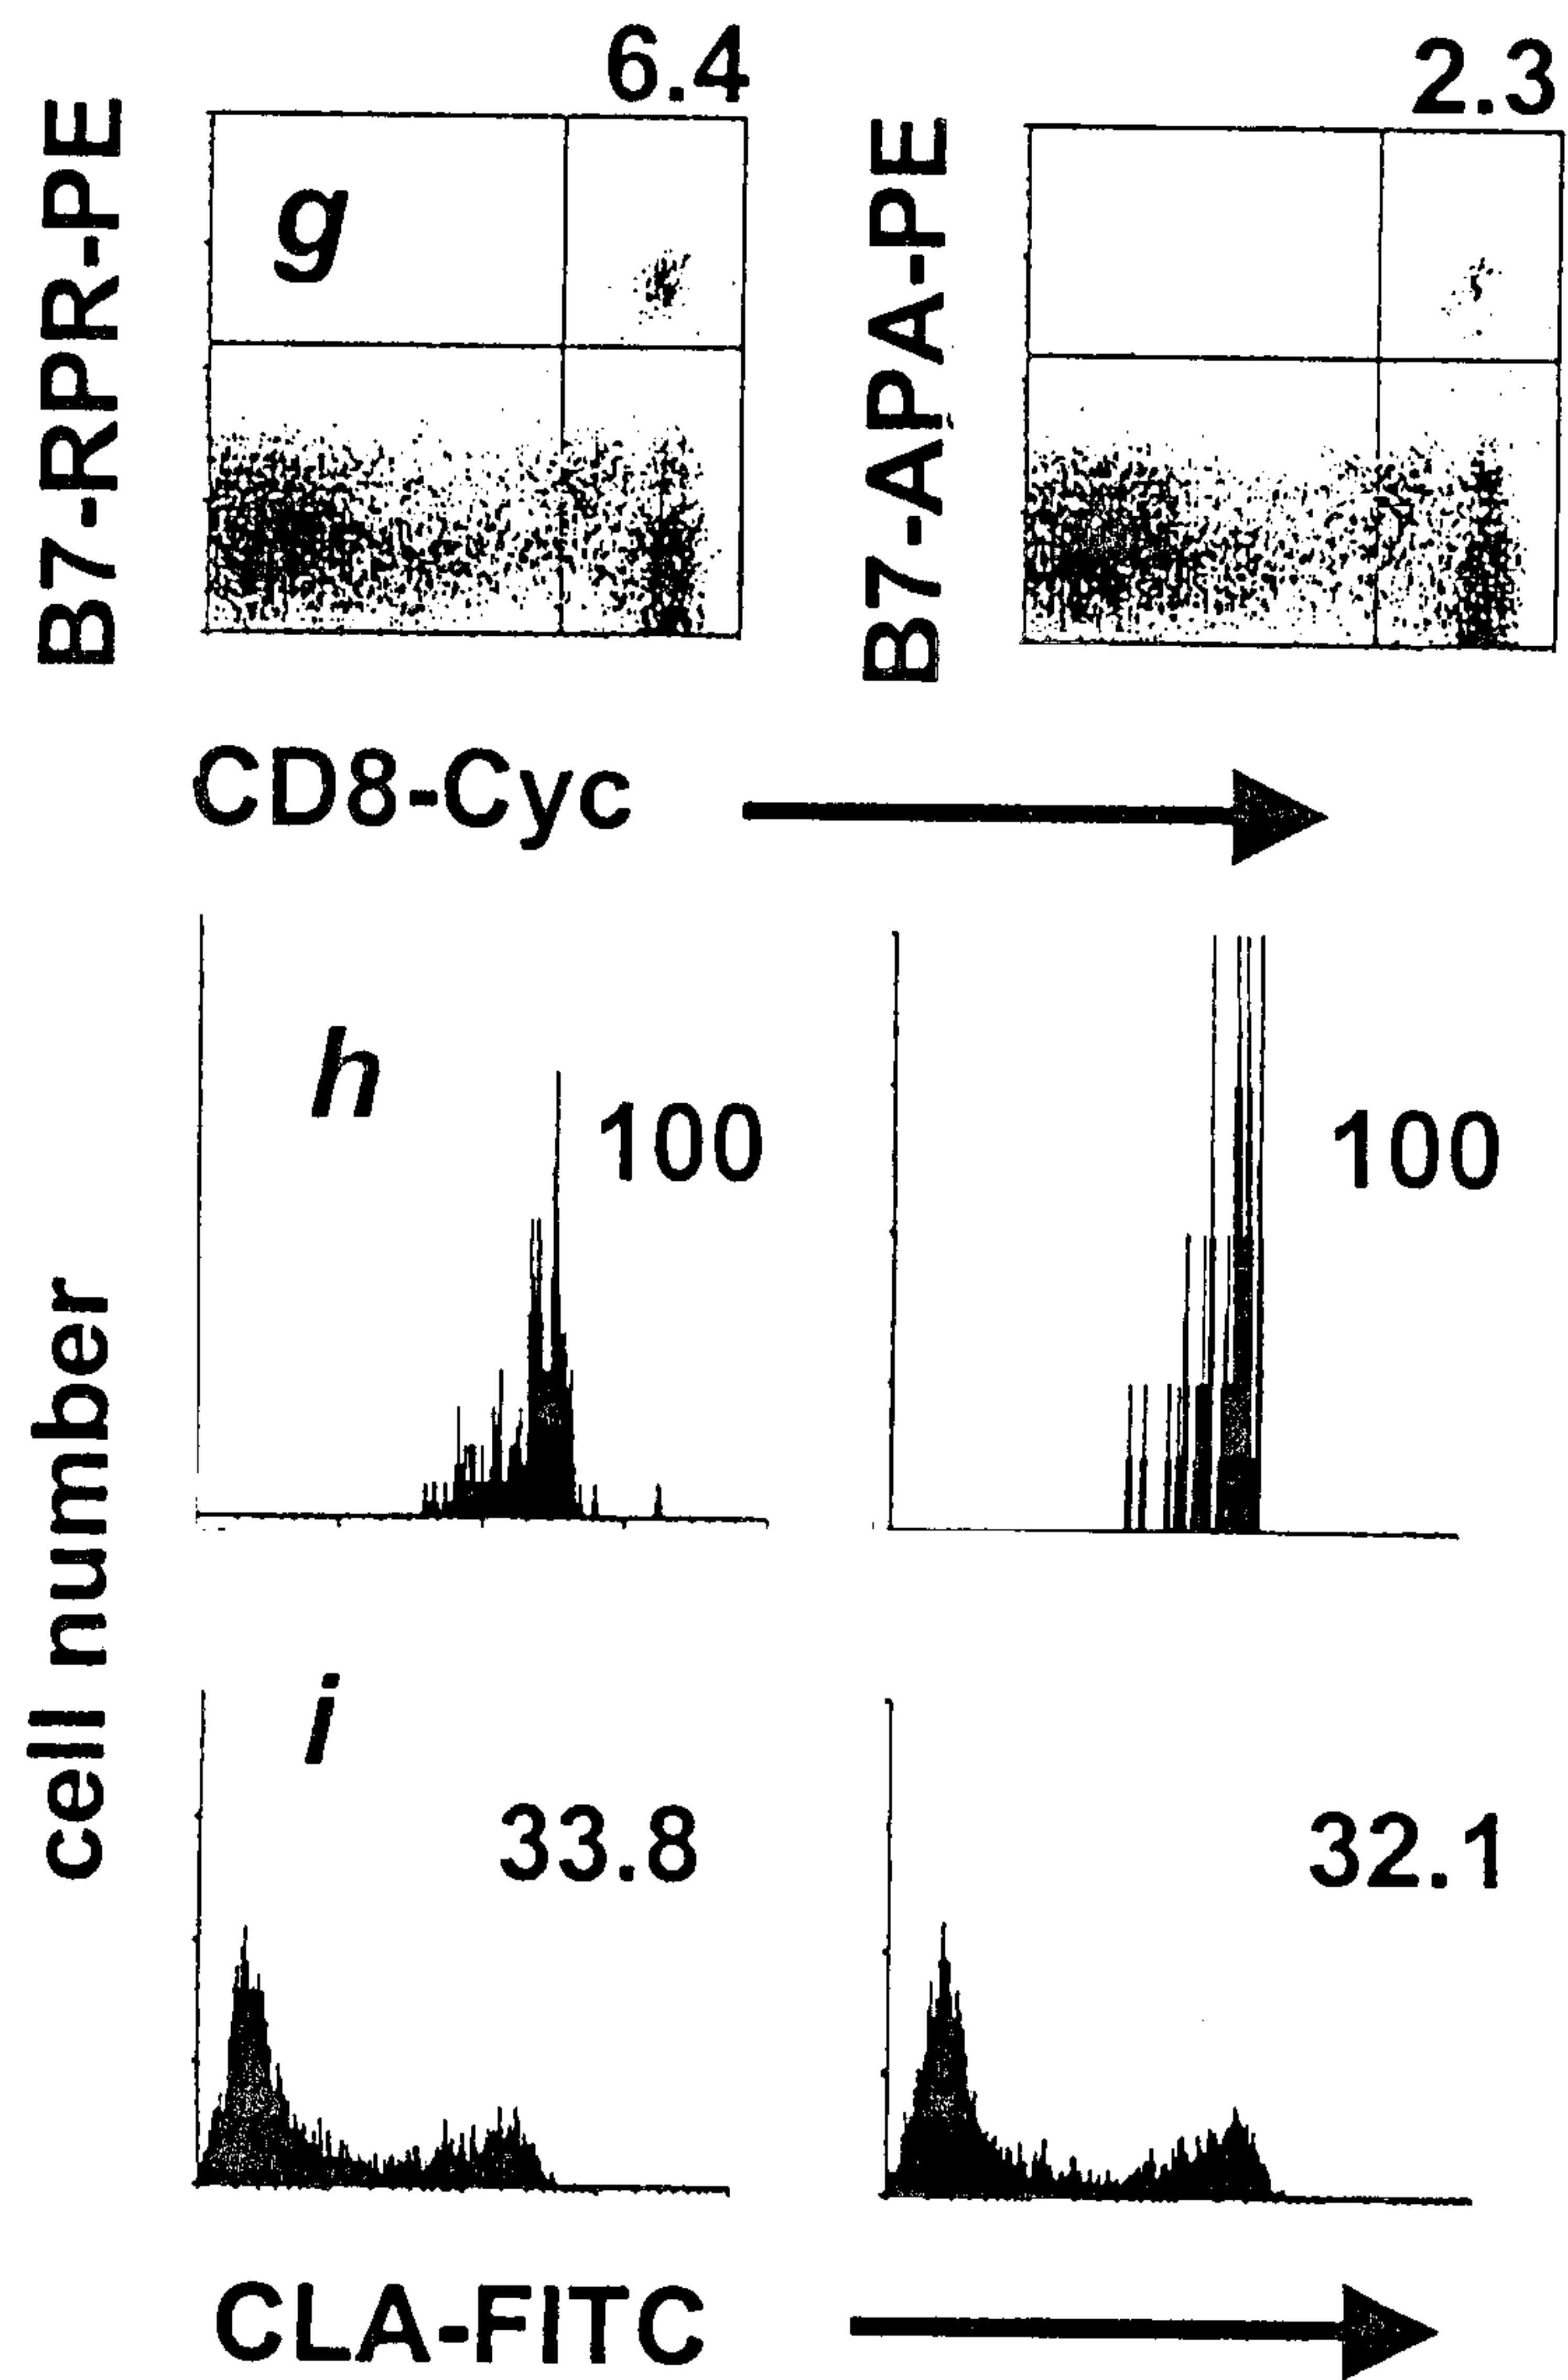 6.4
2.3
B7-RPR-PE
g
B7-APA-PE
CD8-Cyc
cell number
h
100
100
i
33.8
32.1
CLA-FITC